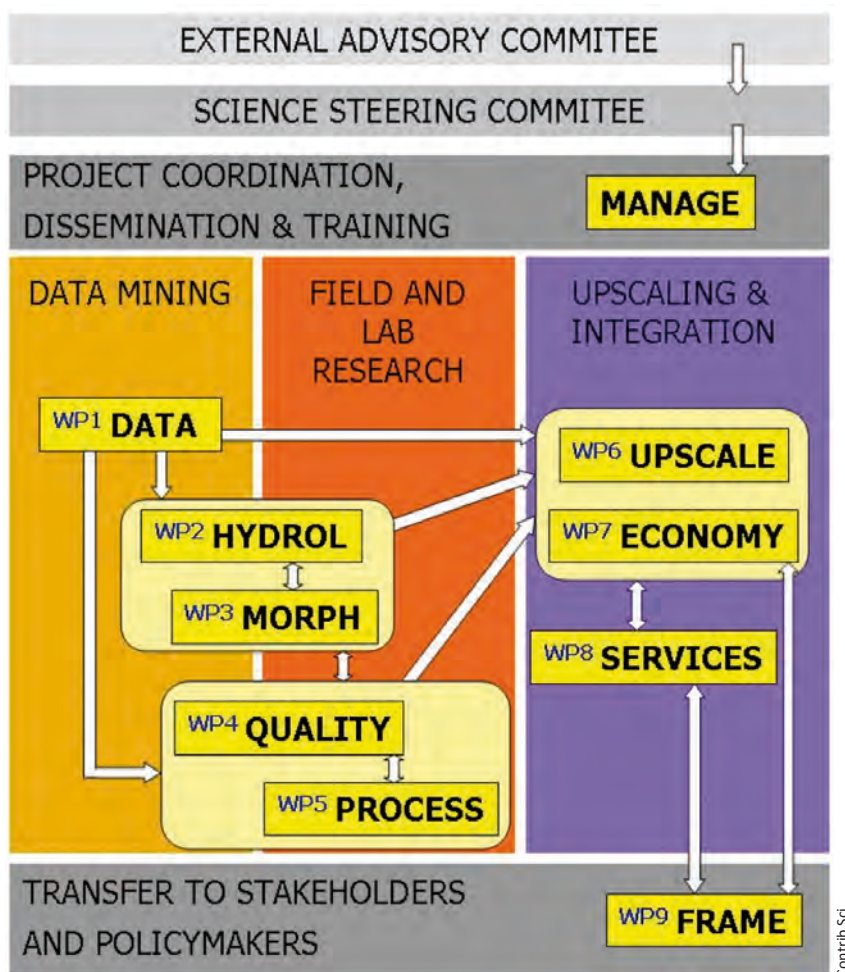 EXTERNAL ADVISORY COMMITEE
SCIENCE STEERING COMMITEE
PROJECT COORDINATION,
DISSEMINATION & TRAINING
MANAGE
DATA MINING
FIELD AND
LAB
RESEARCH
UPSCALING &
INTEGRATION
WP1 DATA
WP6 UPSCALE
WP2 HYDROL
WP7 ECONOMY
WP3 MORPH
WP8 SERVICES
WP4 QUALITY
WP5 PROCESS
TRANSFER TO STAKEHOLDERS
AND POLICYMAKERS
WP9 FRAME
Contrib Sci